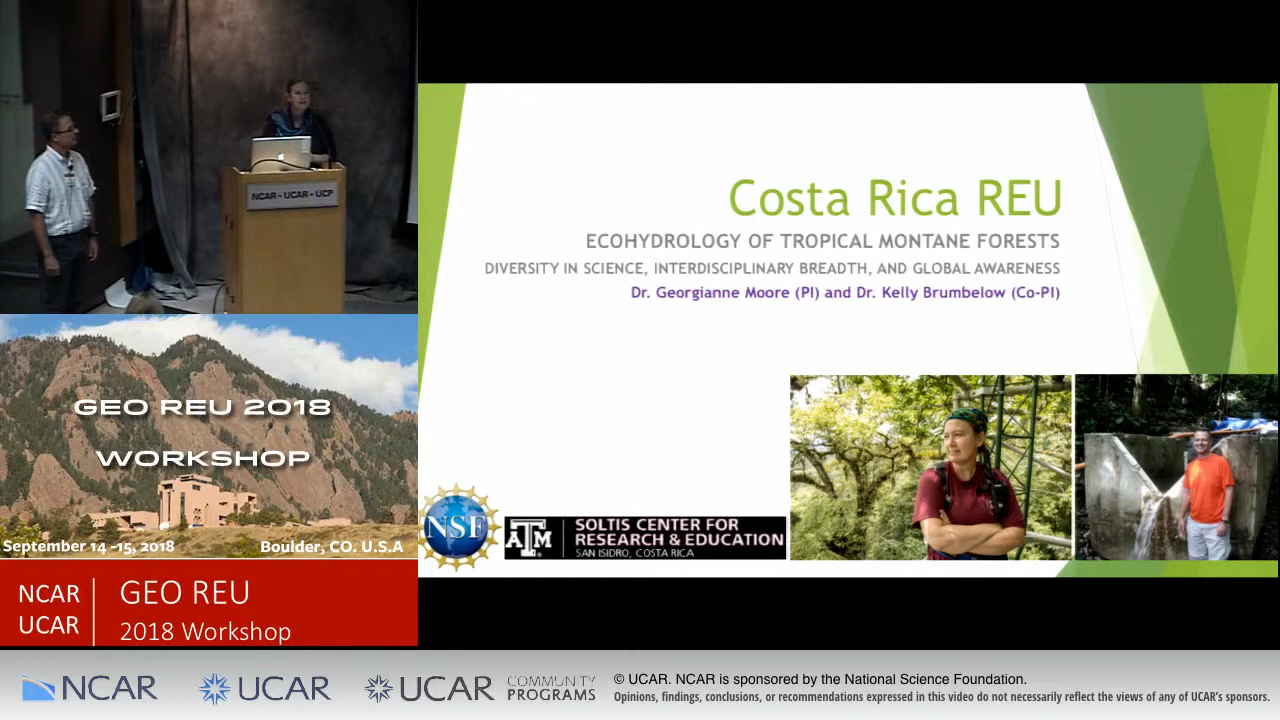 NCAR - UCAR - UCP
Costa Rica REU
ECOHYDROLOGY OF TROPICAL MONTANE FORESTS
DIVERSITY IN SCIENCE, INTERDISCIPLINARY BREADTH, AND GLOBAL AWARENESS
Dr. Georgianne Moore (PI) and Dr. Kelly Brumbelow (Co-PI)
NSF
ATM
SOLTIS CENTER FOR
RESEARCH & EDUCATION
SAN ISIDRO, COSTA RICA
GEO REU 2018
WORKSHOP
September 14 -15, 2018
Boulder, CO. U.S.A
NCAR
UCAR
GEO REU
2018 Workshop
NCAR
UCAR
UCAR
COMMUNITY
PROGRAMS
© UCAR. NCAR is sponsored by the National Science Foundation.
Opinions, findings, conclusions, or recommendations expressed in this video do not necessarily reflect the views of any of UCAR's sponsors.